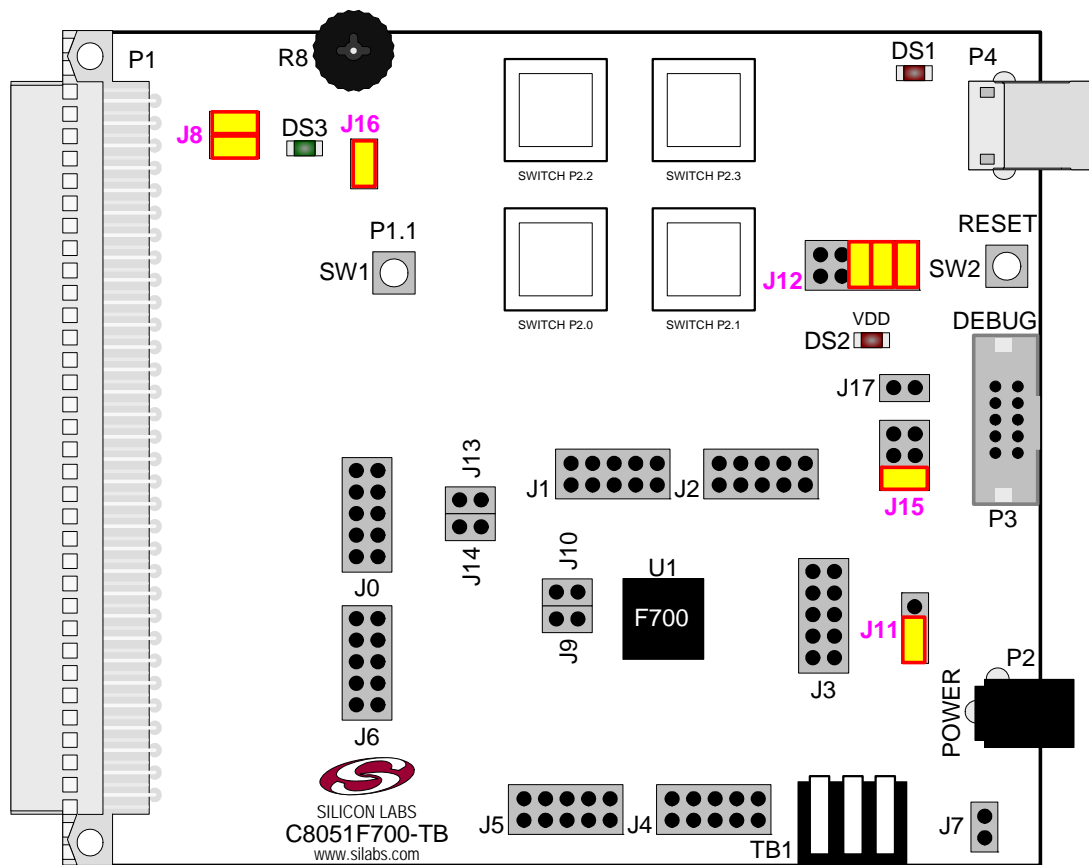 P1
R8
DS1
P4
J8
DS3
J16
SWITCH P2.2
SWITCH P2.3
P1.1
SW1
RESET
J12
SW2
SWITCH P2.0
SWITCH P2.1
VDD
DS2
DEBUG
J17
J13
J1
J2
J15
P3
J14
J10
U1
F700
J0
J9
J11
J3
P2
POWER
J6
SILICON LABS
C8051F700-TB
www.silabs.com
J5
J4
TB1
J7